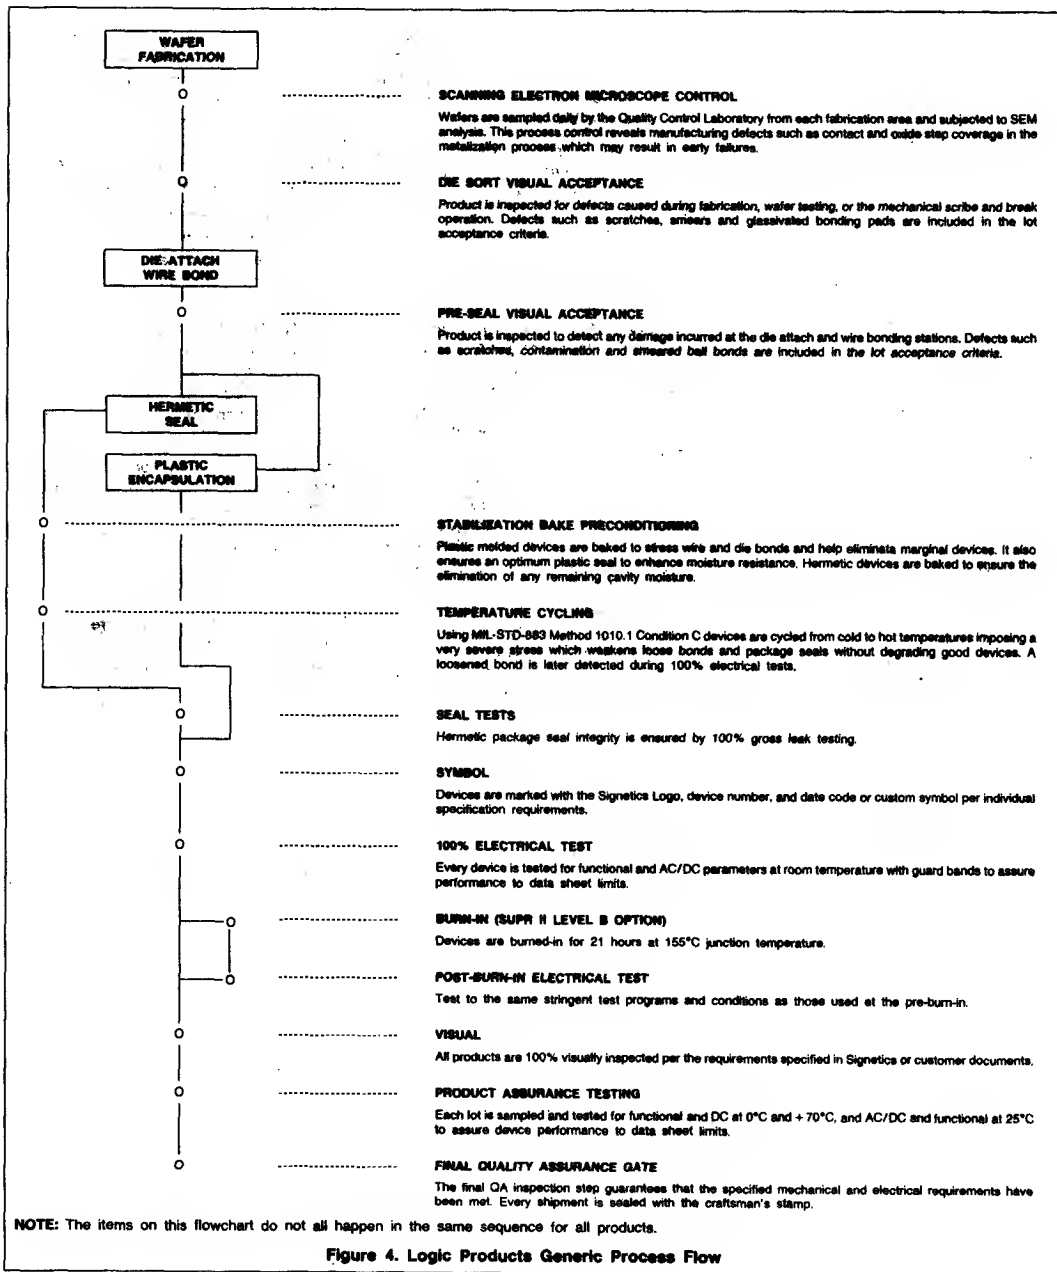 WAFER
FABRICATION
SCANNING ELECTRON MICROSCOPE CONTROL
Wafers are sampled daily by the Quality Control Laboratory from each fabrication area and subjected to SEM
analysis. This process control reveals manufacturing defects such as contact and oxide step coverage in the
metalization process which may result in early failures.
DIE SORT VISUAL ACCEPTANCE
Product is inspected for defects caused during fabrication, wafer testing, or the mechanical scribe and break
operation. Defects such as scratches, smears and glassivated bonding pads are included in the lot
acceptance criteria.
DIE ATTACH
WIRE BOND
PRE-SEAL VISUAL ACCEPTANCE
Product is inspected to detect any damage incurred at the die attach and wire bonding stations. Defects such
as scratches, contamination and smeared ball bonds are included in the lot acceptance criteria.
HERMETIC
SEAL
PLASTIC
ENCAPSULATION
STABILIZATION BAKE PRECONDITIONING
Plastic molded devices are baked to stress wire and die bonds and help eliminate marginal devices. It also
ensures an optimum plastic seal to enhance moisture resistance. Hermetic devices are baked to ensure the
elimination of any remaining cavity moisture.
TEMPERATURE CYCLING
Using MIL-STD-883 Method 1010.1 Condition C devices are cycled from cold to hot temperatures imposing a
very severe stress which weakens loose bonds and package seals without degrading good devices. A
loosened bond is later detected during 100% electrical tests.
SEAL TESTS
Hermetic package seal integrity is ensured by 100% gross leak testing.
SYMBOL
Devices are marked with the Signetics Logo, device number, and date code or custom symbol per individual
specification requirements.
100% ELECTRICAL TEST
Every device is tested for functional and AC/DC parameters at room temperature with guard bands to assure
performance to data sheet limits.
BURN-IN (SUPR II LEVEL B OPTION)
Devices are burned-in for 21 hours at 155°C junction temperature.
POST-BURN-IN ELECTRICAL TEST
Test to the same stringent test programs and conditions as those used at the pre-burn-in.
VISUAL
All products are 100% visually inspected per the requirements specified in Signetics or customer documents.
PRODUCT ASSURANCE TESTING
Each lot is sampled and tested for functional and DC at 0°C and +70°C, and AC/DC and functional at 25°C
to assure device performance to data sheet limits.
FINAL QUALITY ASSURANCE GATE
The final QA inspection step guarantees that the specified mechanical and electrical requirements have
been met. Every shipment is sealed with the craftsman's stamp.
NOTE: The items on this flowchart do not all happen in the same sequence for all products.
Figure 4. Logic Products Generic Process Flow